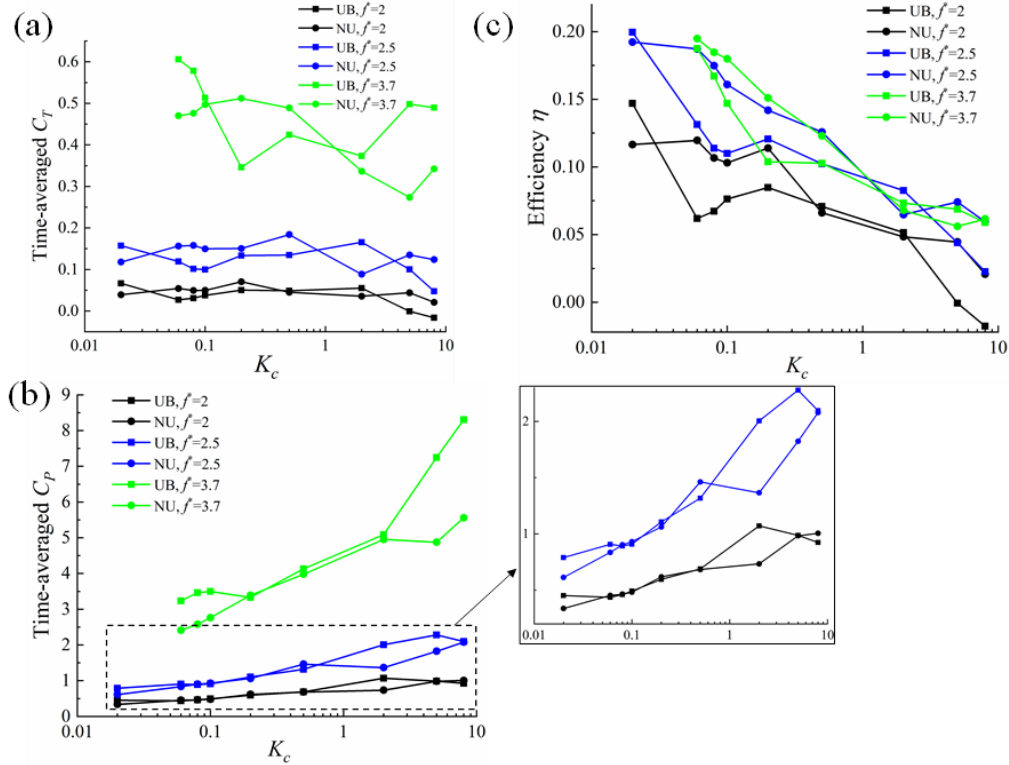 (a)
UB, f*=2
NU, f*=2
UB, f*=2.5
NU, f*=2.5
UB, f*=3.7
NU, f*=3.7
Time-averaged C_T
0.6
0.5
0.4
0.3
0.2
0.1
0.0
0.01
0.1
1
10
K_c
(c)
UB, f*=2
NU, f*=2
UB, f*=2.5
NU, f*=2.5
UB, f*=3.7
NU, f*=3.7
Efficiency η
0.20
0.15
0.10
0.05
0.00
0.01
0.1
1
10
K_c
(b)
UB, f*=2
NU, f*=2
UB, f*=2.5
NU, f*=2.5
UB, f*=3.7
NU, f*=3.7
Time-averaged C_P
9
8
7
6
5
4
3
2
1
0
0.01
0.1
1
10
K_c
2
1
0.01
0.1
1
10